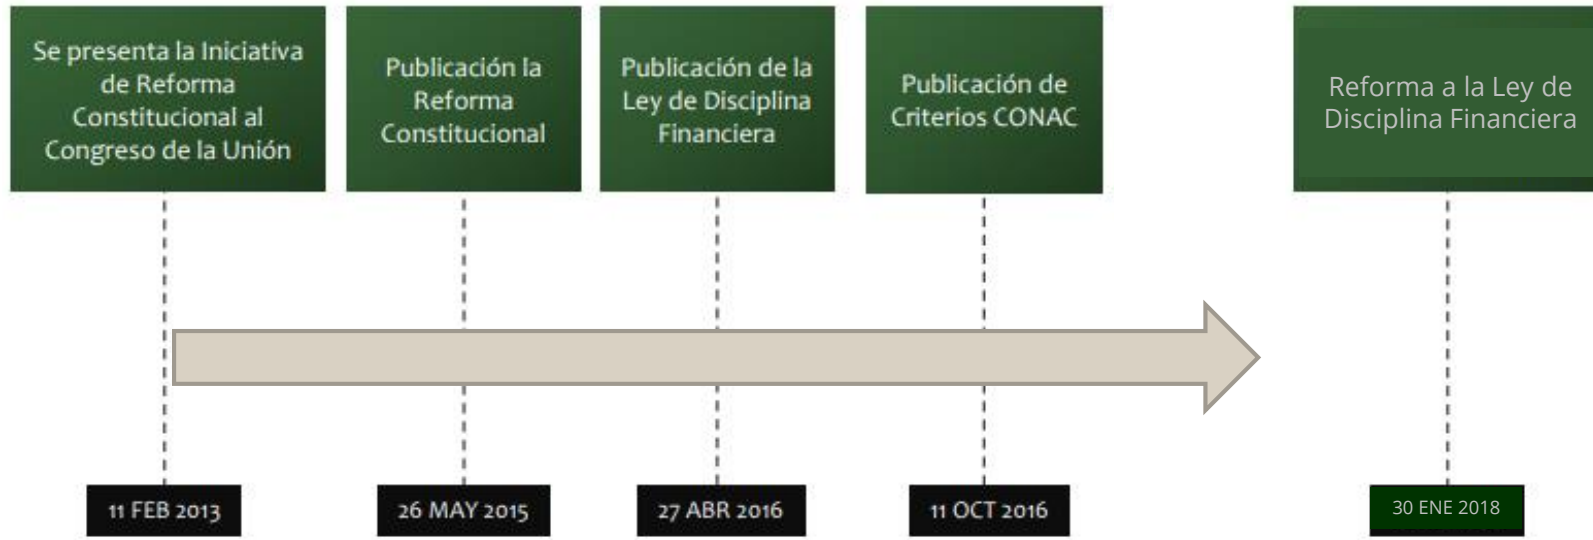 Se presenta la Iniciativa
de Reforma
Constitucional al
Congreso de la Unión
Publicación la
Reforma
Constitucional
Publicación de la
Ley de Disciplina
Financiera
Publicación de
Criterios CONAC
Reforma a la Ley de
Disciplina Financiera
11 FEB 2013
26 MAY 2015
27 ABR 2016
11 OCT 2016
30 ENE 2018